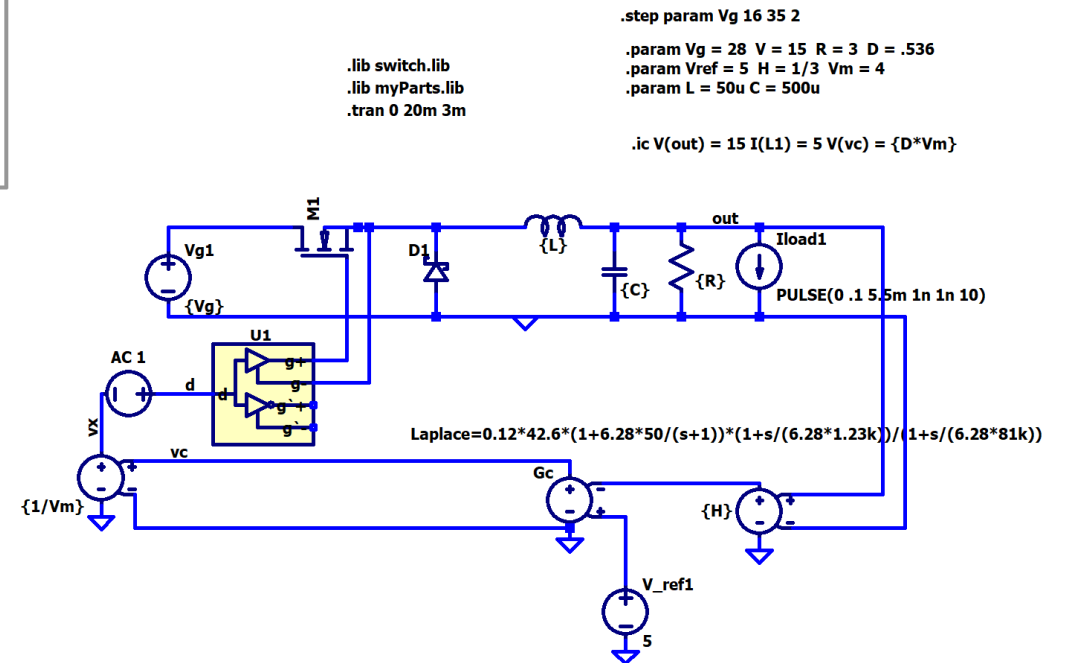 .step param Vg 16 35 2
.param Vg = 28 V = 15 R = 3 D = .536
.param Vref = 5 H = 1/3 Vm = 4
.param L = 50u C = 500u
.lib switch.lib
.lib myParts.lib
.tran 0 20m 3m
.ic V(out) = 15 I(L1) = 5 V(vc) = {D*Vm}
M1
Vg1
{Vg}
D1
{L}
{C}
{R}
out
Iload1
PULSE(0 .1 5.5m 1n 1n 10)
U1
g+
g-
g`+
g`-
d
AC 1
d
vx
vc
{1/Vm}
Laplace=0.12*42.6*(1+6.28*50/(s+1))*(1+s/(6.28*1.23k))/(1+s/(6.28*81k))
Gc
{H}
V_ref1
5